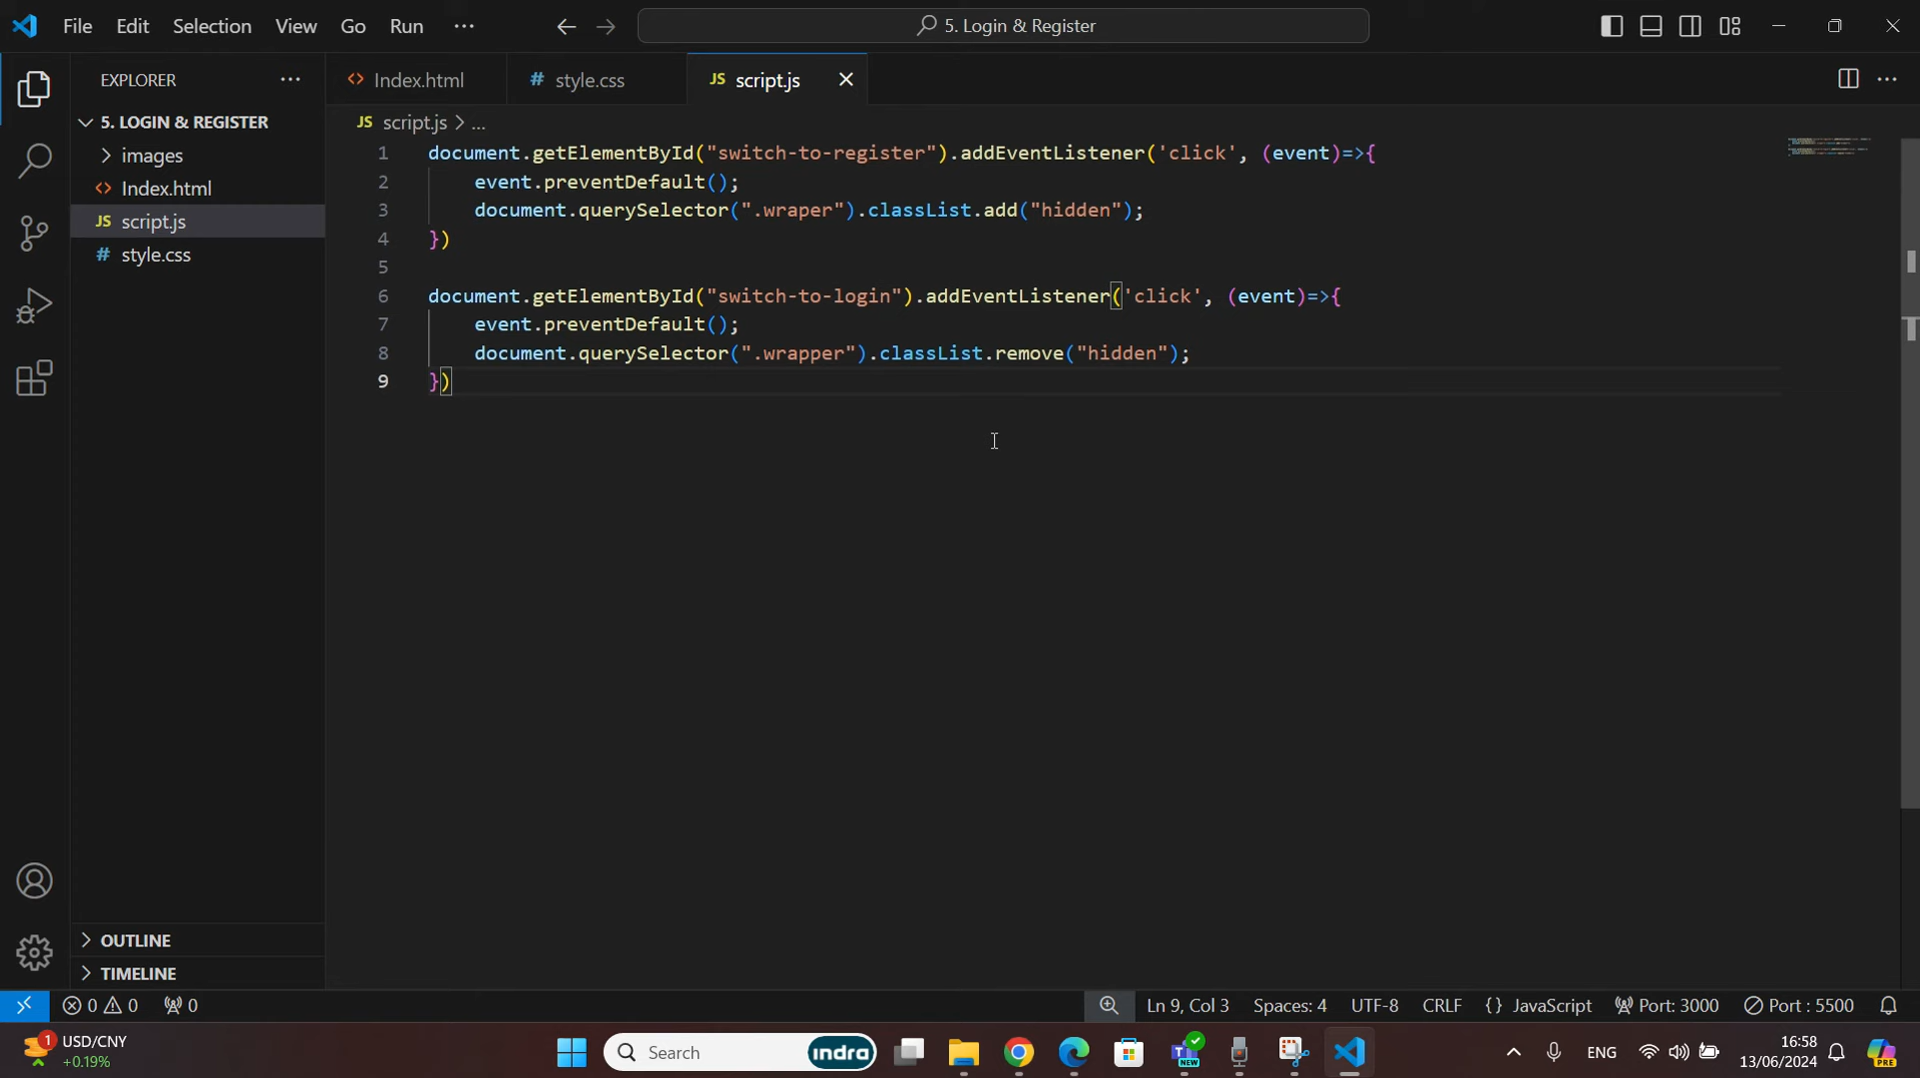 File Edit Selection View Go Run ··· 5. Login & Register
EXPLORER ···
Index.html style.css script.js
5. LOGIN & REGISTER
images
Index.html
script.js
style.css
script.js > ...
1 document.getElementById("switch-to-register").addEventListener('click', (event)=>{
2 event.preventDefault();
3 document.querySelector(".wraper").classList.add("hidden");
4 })
5
6 document.getElementById("switch-to-login").addEventListener('click', (event)=>{
7 event.preventDefault();
8 document.querySelector(".wrapper").classList.remove("hidden");
9 })
OUTLINE
TIMELINE
0 0 0 Ln 9, Col 3 Spaces: 4 UTF-8 CRLF {} JavaScript Port: 3000 Port : 5500
1 USD/CNY
+0.19%
Search indra
NEW
ENG
16:58
13/06/2024
PRE